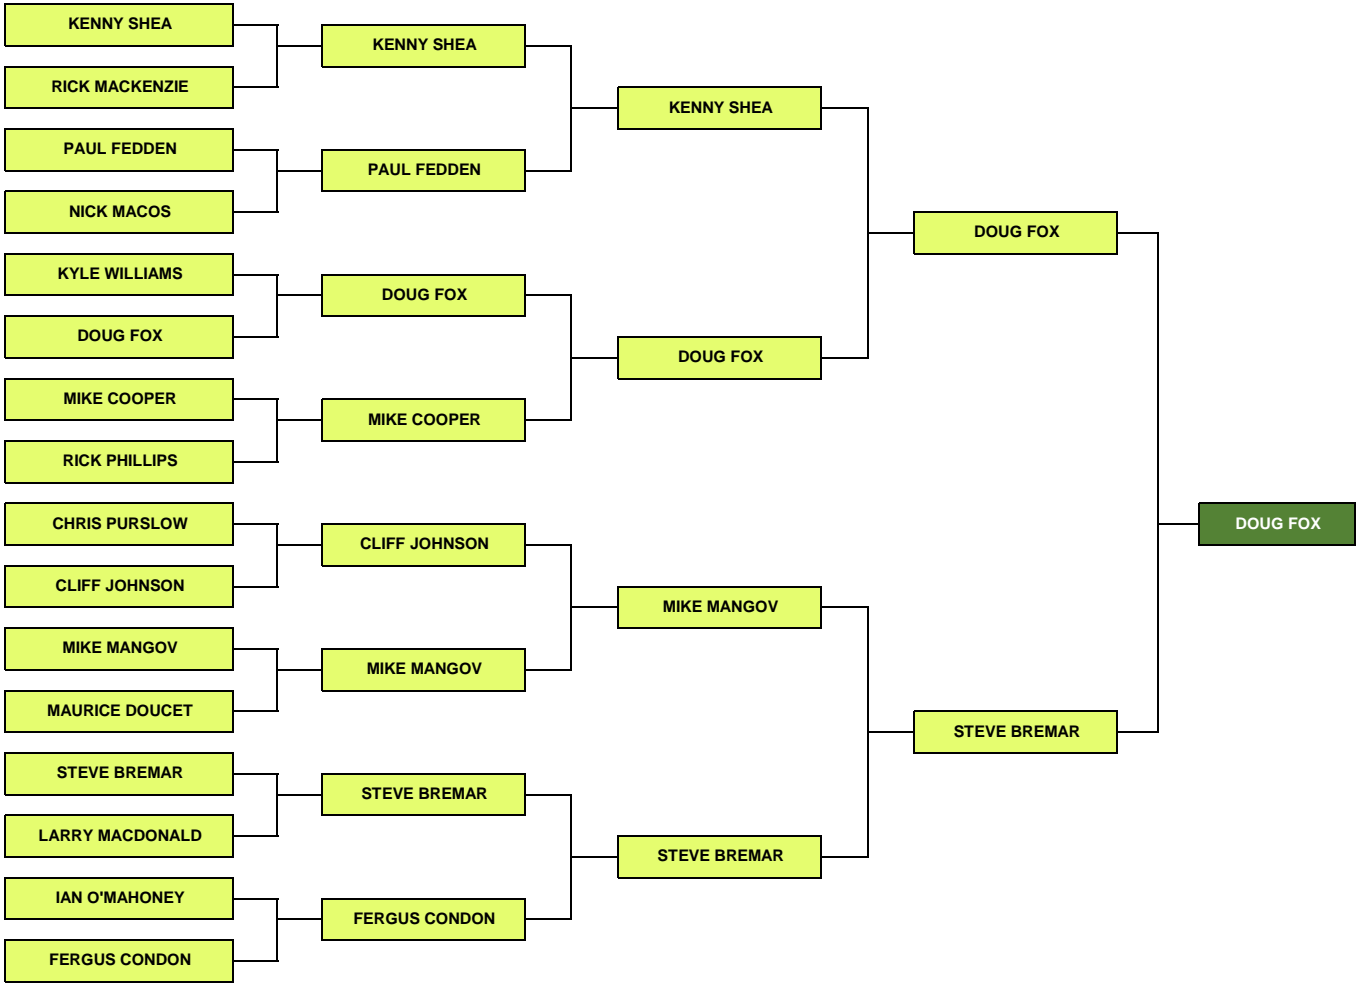 KENNY SHEA
RICK MACKENZIE
PAUL FEDDEN
NICK MACOS
KYLE WILLIAMS
DOUG FOX
MIKE COOPER
RICK PHILLIPS
CHRIS PURSLOW
CLIFF JOHNSON
MIKE MANGOV
MAURICE DOUCET
STEVE BREMAR
LARRY MACDONALD
IAN O'MAHONEY
FERGUS CONDON
KENNY SHEA
PAUL FEDDEN
DOUG FOX
MIKE COOPER
CLIFF JOHNSON
MIKE MANGOV
STEVE BREMAR
FERGUS CONDON
KENNY SHEA
DOUG FOX
MIKE MANGOV
STEVE BREMAR
DOUG FOX
STEVE BREMAR
DOUG FOX